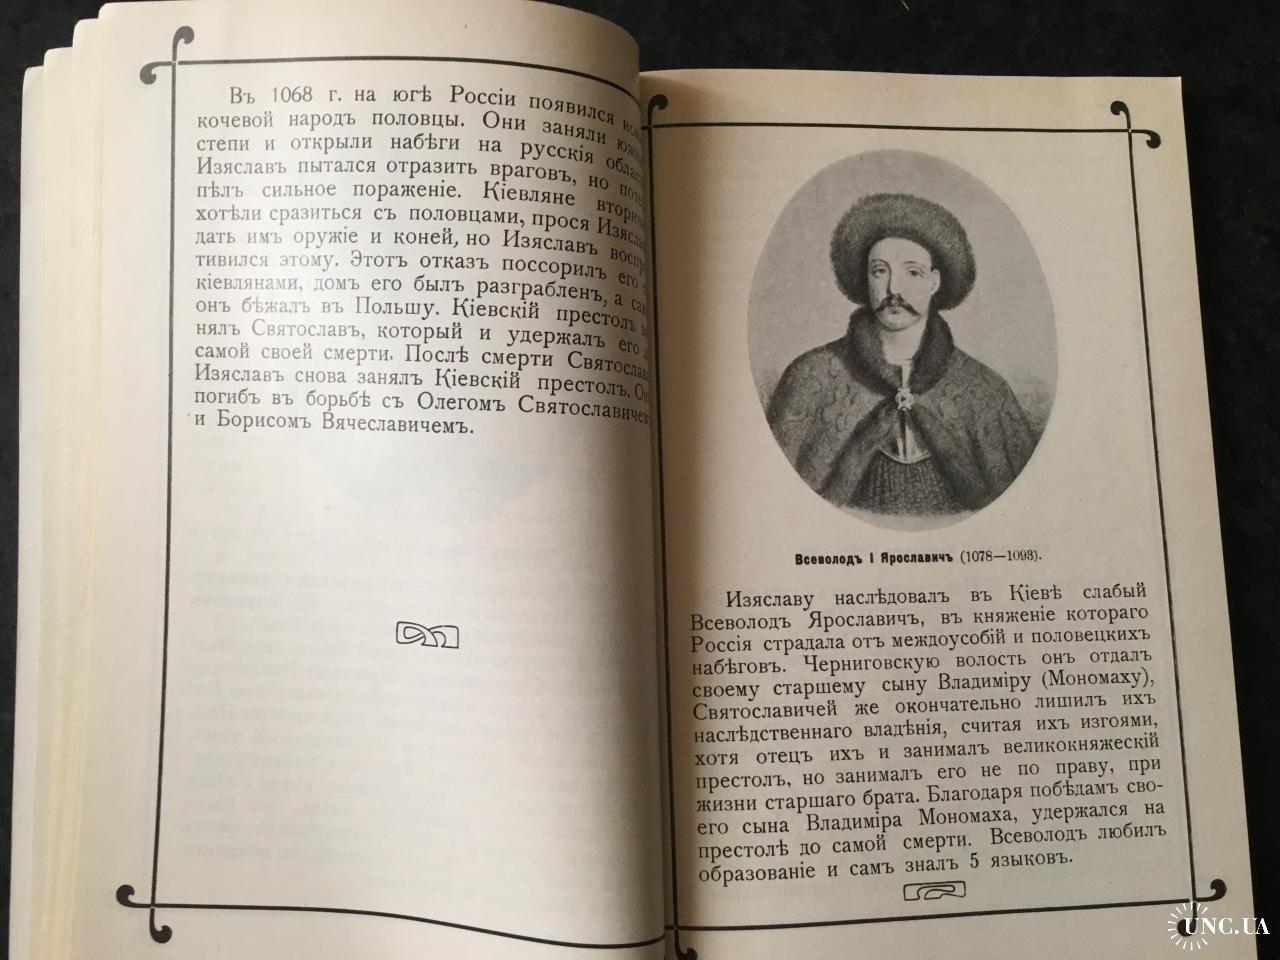 Въ 1068 г. на югѣ Россіи появился
кочевой народъ половцы. Они заняли
степи и открыли набѣги на русскія
Изяславъ пытался отразить враговъ, но
пѣлъ сильное пораженіе. Кіевляне
хотѣли сразиться съ половцами, прося
дать имъ оружіе и коней, но Изяславъ
тивился этому. Этотъ отказъ поссорилъ его
кіевлянами, домъ его былъ разграбленъ, а
онъ бѣжалъ въ Польшу. Кіевскій престолъ
нялъ Святославъ, который и удержалъ его
самой своей смерти. Послѣ смерти
Изяславъ снова занялъ Кіевскій престолъ.
погибъ въ борьбѣ съ Олегомъ Святославичемъ
и Борисомъ Вячеславичемъ.
Всеволодъ I Ярославичъ (1078—1093).
Изяславу наслѣдовалъ въ Кіевѣ слабый
Всеволодъ Ярославичъ, въ княженіе котораго
Россія страдала отъ междоусобій и половецкихъ
набѣговъ. Черниговскую волость онъ отдалъ
своему старшему сыну Владиміру (Мономаху),
Святославичей же окончательно лишилъ ихъ
наслѣдственнаго владѣнія, считая ихъ изгоями,
хотя отецъ ихъ и занималъ великокняжескій
престолъ, но занималъ его не по праву, при
жизни старшаго брата. Благодаря побѣдамъ сво-
его сына Владиміра Мономаха, удержался на
престолѣ до самой смерти. Всеволодъ любилъ
образованіе и самъ зналъ 5 языковъ.
UNC.UA